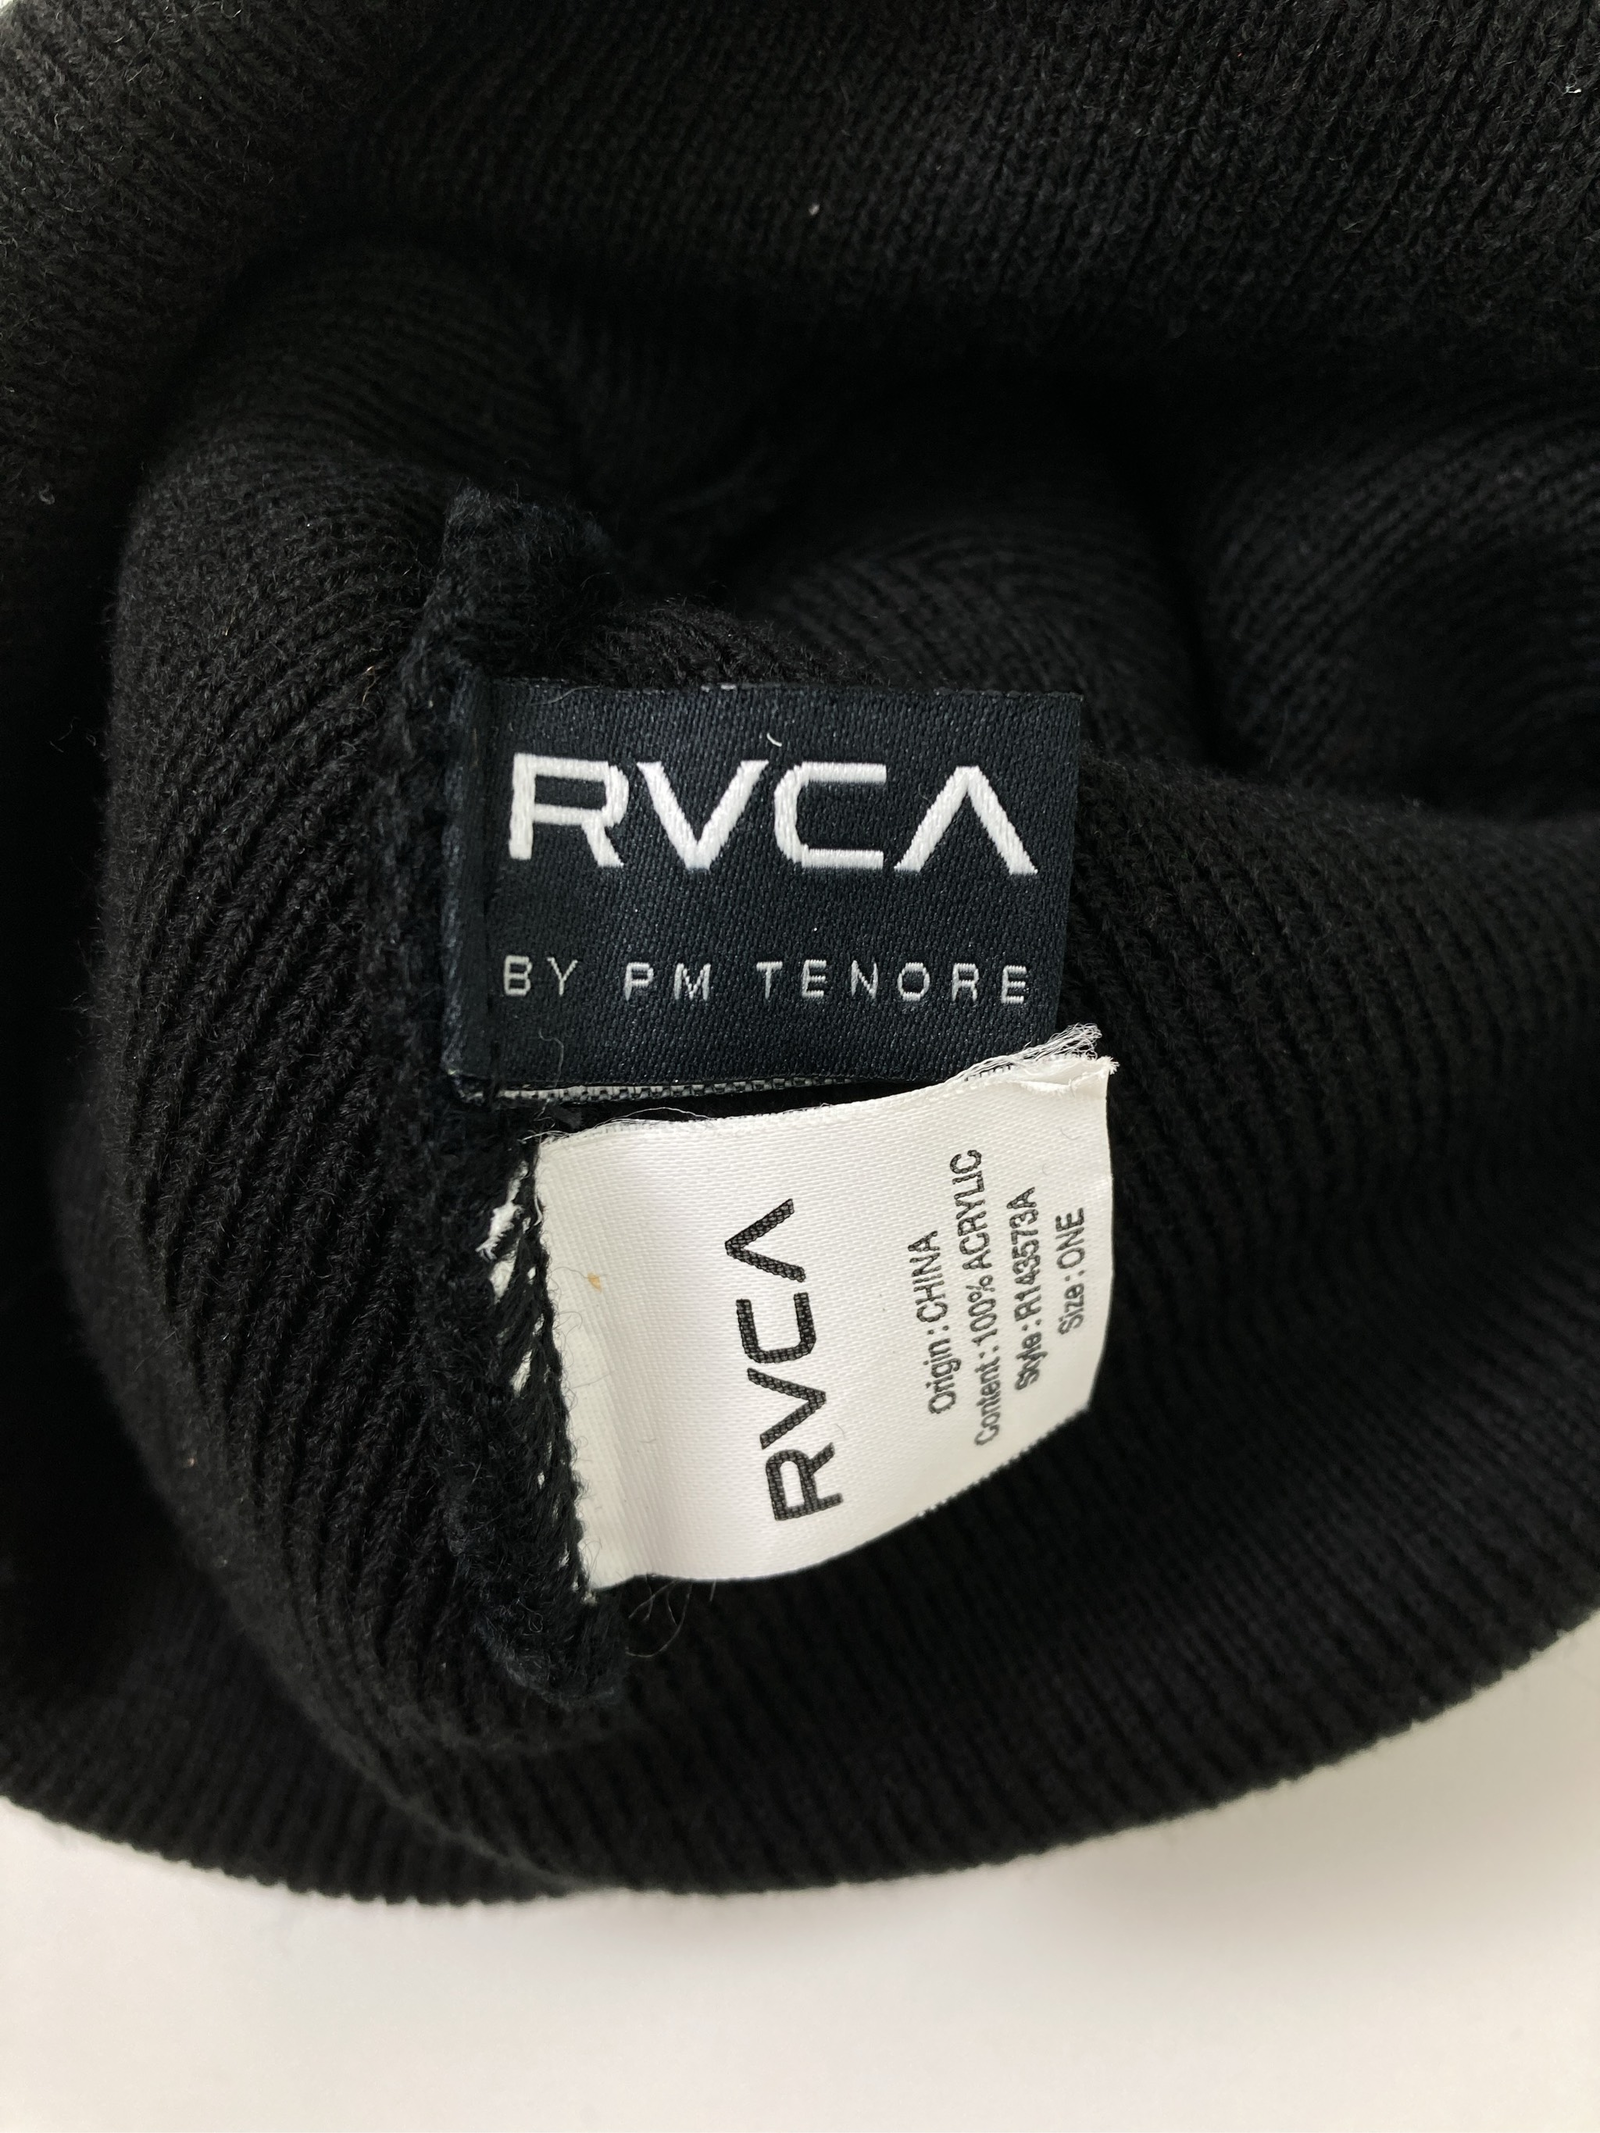 RVCA
BY PM TENORE
RVCA
Origin : CHINA
Content : 100% ACRYLIC
Style : R143573A
Size : ONE